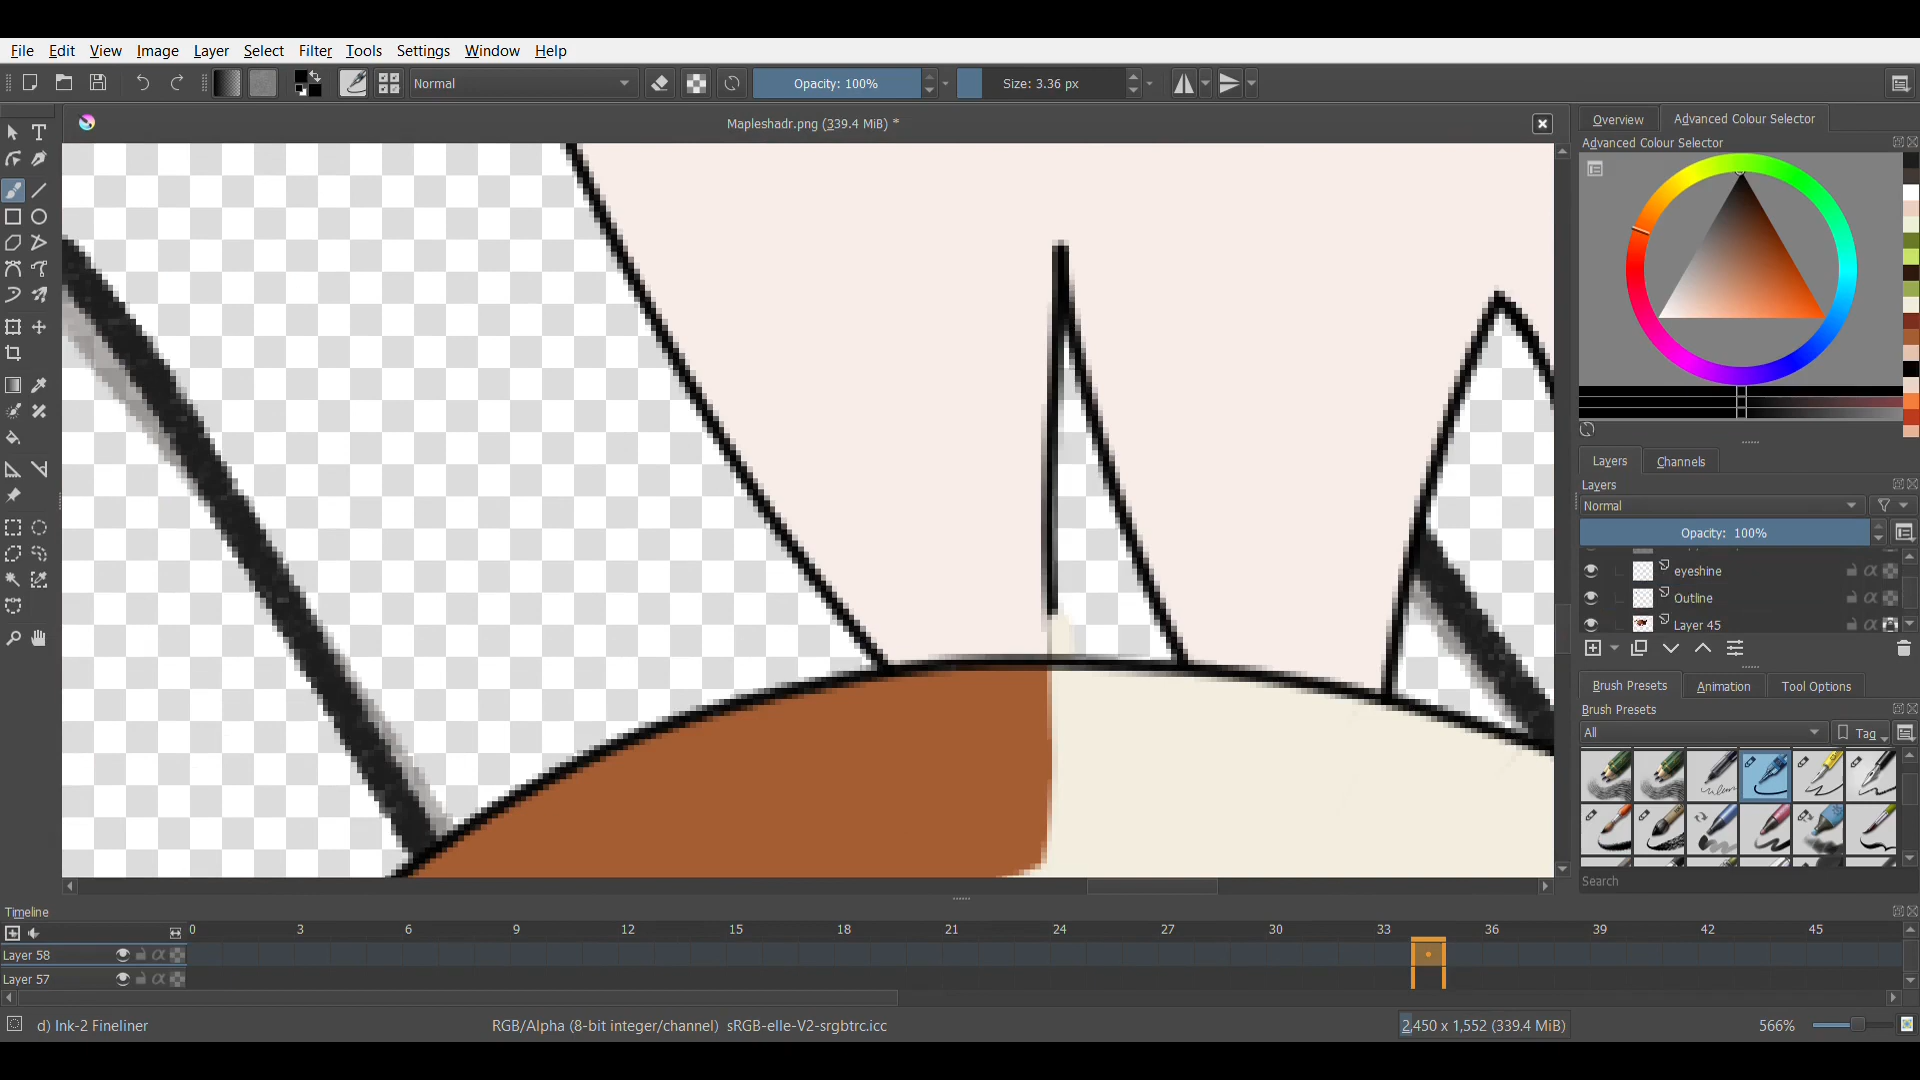 File Edit View Image Layer Select Filter Tools Settings Window Help
Normal Opacity: 100% Size: 3.36 px
Mapleshadr.png (339.4 MiB) *
Overview Advanced Colour Selector
Advanced Colour Selector
Layers Channels
Layers
Normal
Opacity: 100%
eyeshine
Outline
Layer 45
Brush Presets Animation Tool Options
Brush Presets
All Tag
Search
Timeline
0 3 6 9 12 15 18 21 24 27 30 33 36 39 42 45
Layer 58
Layer 57
d) Ink-2 Fineliner RGB/Alpha (8-bit integer/channel) sRGB-elle-V2-srgbtrc.icc 2,450 x 1,552 (339.4 MiB) 566%